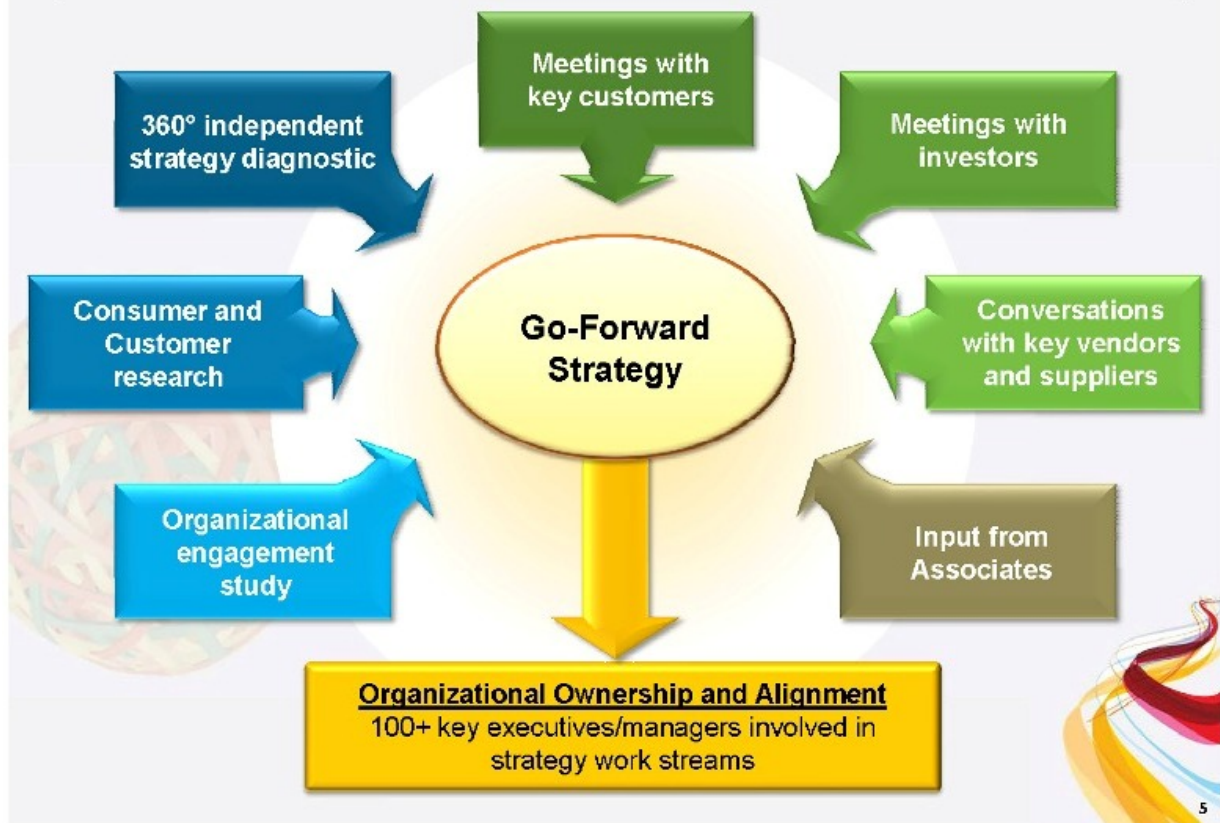 Meetings with
key customers
360° independent
strategy diagnostic
Meetings with
investors
Consumer and
Customer
research
Go-Forward
Strategy
Conversations
with key vendors
and suppliers
Organizational
engagement
study
Input from
Associates
Organizational Ownership and Alignment
100+ key executives/managers involved in
strategy work streams
5